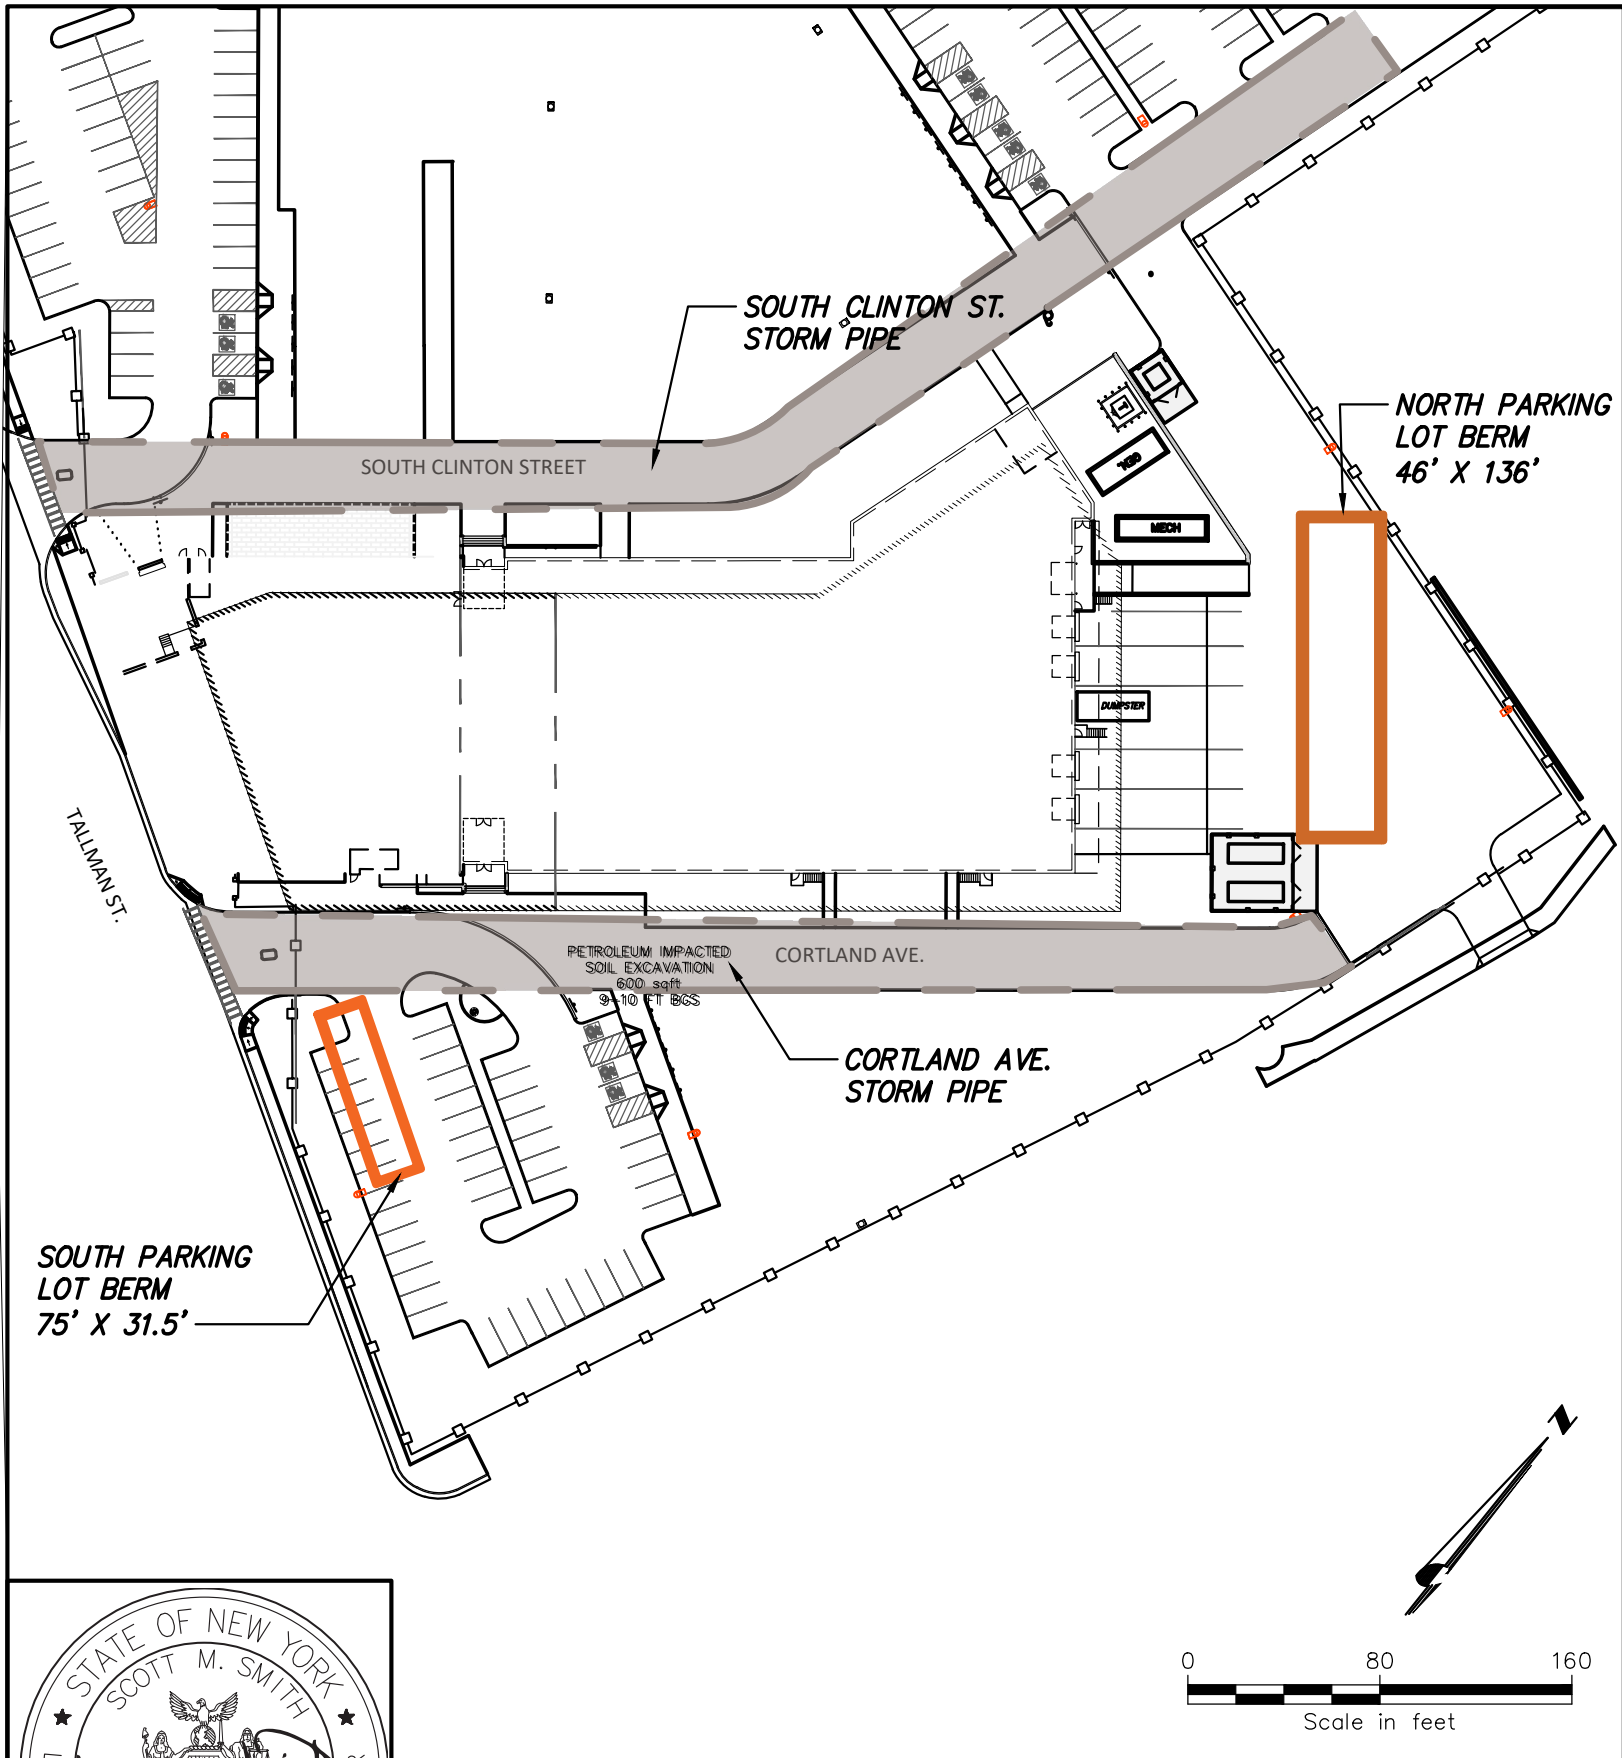 SOUTH CLINTON ST.
STORM PIPE
NORTH PARKING
LOT BERM
46' X 136'
SOUTH CLINTON STREET
GEN.
MECH
DUMPSTER
TALLMAN ST.
PETROLEUM IMPACTED
SOIL EXCAVATION
600 sqft
9-10 FT BGS
CORTLAND AVE.
CORTLAND AVE.
STORM PIPE
SOUTH PARKING
LOT BERM
75' X 31.5'
N
0 80 160
Scale in feet
STATE OF NEW YORK
SCOTT M. SMITH